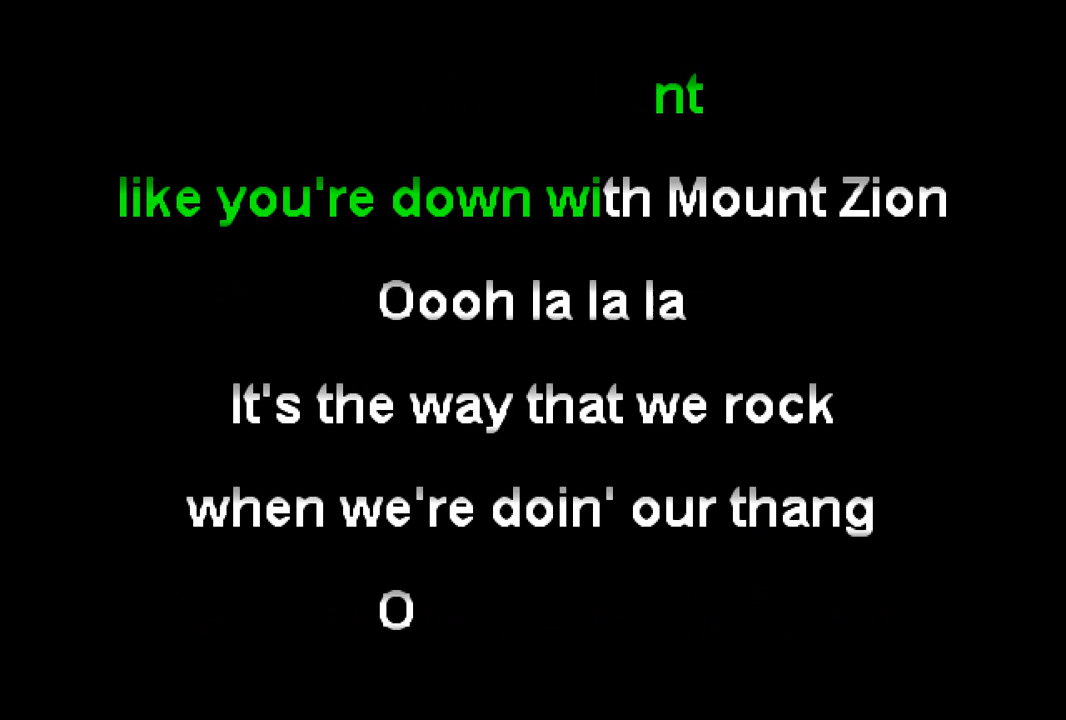 nt
like you're down with Mount Zion
Oooh la la la
It's the way that we rock
when we're doin' our thang
O